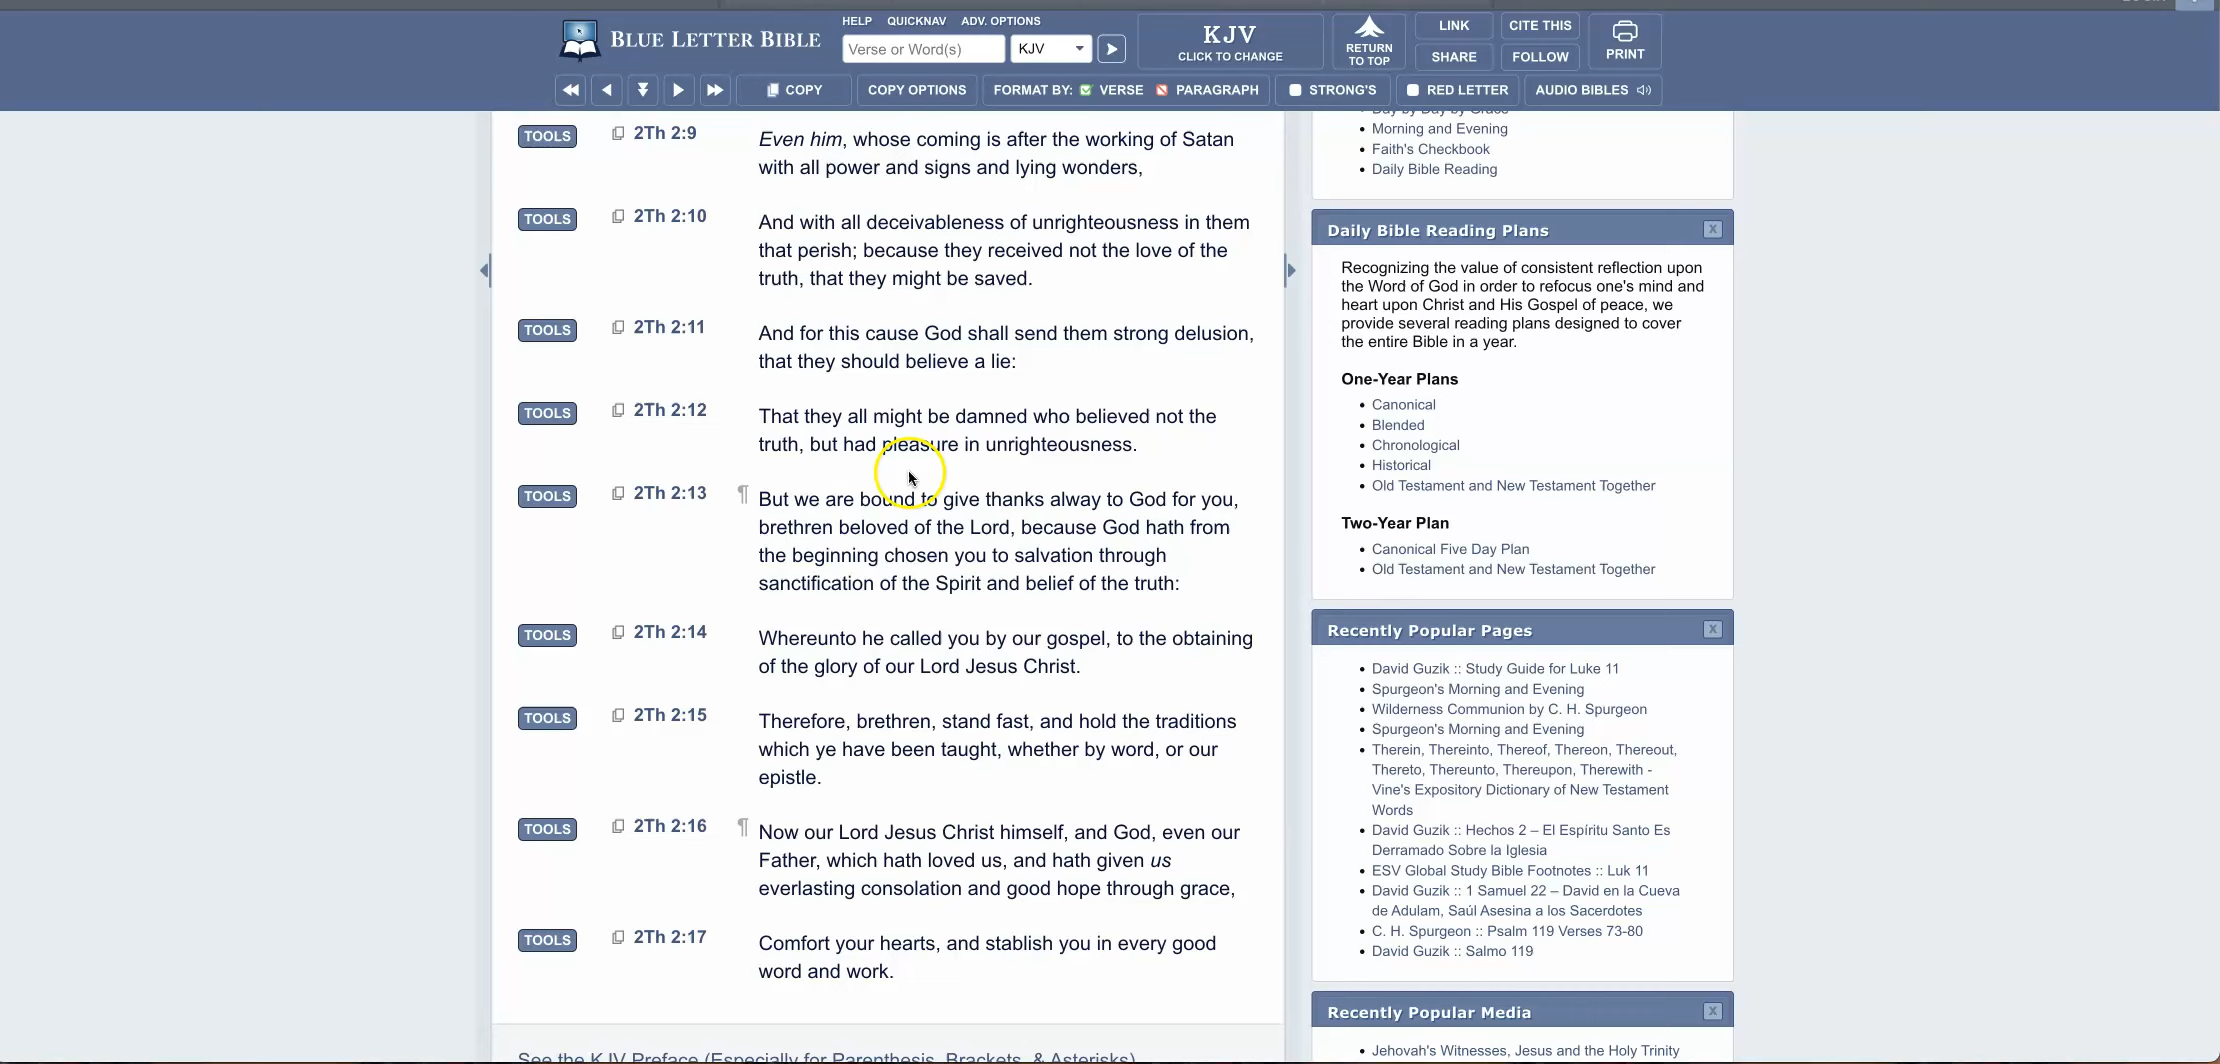 HELP QUICKNAV ADV. OPTIONS
BLUE LETTER BIBLE
Verse or Word(s) KJV
KJV
CLICK TO CHANGE
RETURN
TO TOP
LINK CITE THIS
SHARE FOLLOW
PRINT
COPY COPY OPTIONS FORMAT BY: VERSE PARAGRAPH STRONG'S RED LETTER AUDIO BIBLES
TOOLS 2Th 2:9 Even him, whose coming is after the working of Satan
with all power and signs and lying wonders,
TOOLS 2Th 2:10 And with all deceivableness of unrighteousness in them
that perish; because they received not the love of the
truth, that they might be saved.
TOOLS 2Th 2:11 And for this cause God shall send them strong delusion,
that they should believe a lie:
TOOLS 2Th 2:12 That they all might be damned who believed not the
truth, but had pleasure in unrighteousness.
TOOLS 2Th 2:13 ¶ But we are bound to give thanks alway to God for you,
brethren beloved of the Lord, because God hath from
the beginning chosen you to salvation through
sanctification of the Spirit and belief of the truth:
TOOLS 2Th 2:14 Whereunto he called you by our gospel, to the obtaining
of the glory of our Lord Jesus Christ.
TOOLS 2Th 2:15 Therefore, brethren, stand fast, and hold the traditions
which ye have been taught, whether by word, or our
epistle.
TOOLS 2Th 2:16 ¶ Now our Lord Jesus Christ himself, and God, even our
Father, which hath loved us, and hath given us
everlasting consolation and good hope through grace,
TOOLS 2Th 2:17 Comfort your hearts, and stablish you in every good
word and work.
See the KJV Preface (Especially for Parenthesis, Brackets, & Asterisks)
Day by Day by Grace
Morning and Evening
Faith's Checkbook
Daily Bible Reading
Daily Bible Reading Plans X
Recognizing the value of consistent reflection upon
the Word of God in order to refocus one's mind and
heart upon Christ and His Gospel of peace, we
provide several reading plans designed to cover
the entire Bible in a year.
One-Year Plans
• Canonical
• Blended
• Chronological
• Historical
• Old Testament and New Testament Together
Two-Year Plan
• Canonical Five Day Plan
• Old Testament and New Testament Together
Recently Popular Pages X
• David Guzik :: Study Guide for Luke 11
• Spurgeon's Morning and Evening
• Wilderness Communion by C. H. Spurgeon
• Spurgeon's Morning and Evening
• Therein, Thereinto, Thereof, Thereon, Thereout,
Thereto, Thereunto, Thereupon, Therewith -
Vine's Expository Dictionary of New Testament
Words
• David Guzik :: Hechos 2 – El Espíritu Santo Es
Derramado Sobre la Iglesia
• ESV Global Study Bible Footnotes :: Luk 11
• David Guzik :: 1 Samuel 22 – David en la Cueva
de Adulam, Saúl Asesina a los Sacerdotes
• C. H. Spurgeon :: Psalm 119 Verses 73-80
• David Guzik :: Salmo 119
Recently Popular Media X
• Jehovah's Witnesses, Jesus and the Holy Trinity